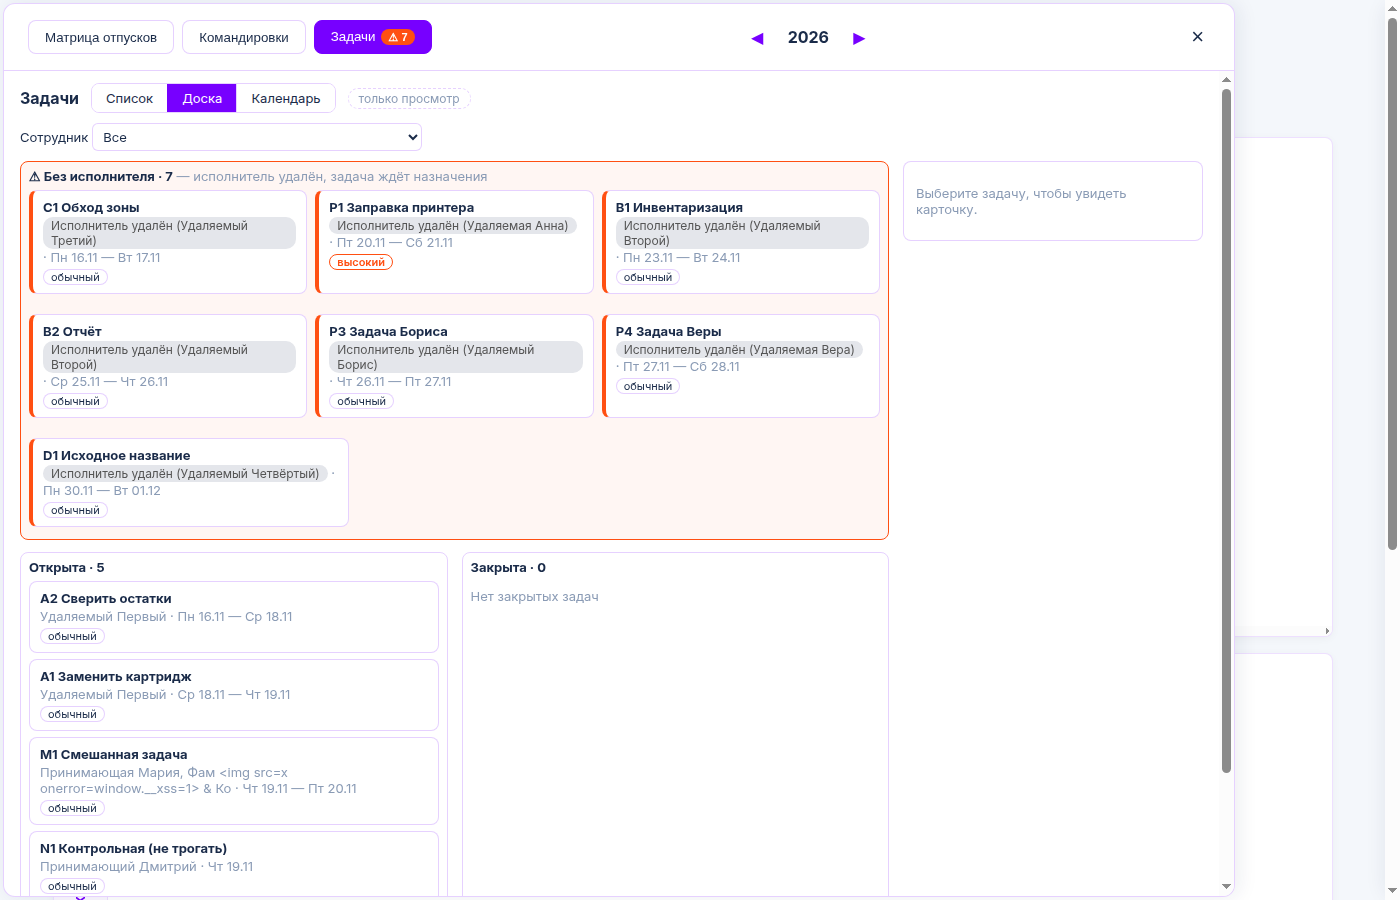 Матрица отпусков
Командировки
Задачи ⚠ 7
◀ 2026 ▶
×
Задачи
Список
Доска
Календарь
только просмотр
Сотрудник
Все
⚠ Без исполнителя · 7 — исполнитель удалён, задача ждёт назначения
C1 Обход зоны
Исполнитель удалён (Удаляемый
Третий)
· Пн 16.11 — Вт 17.11
обычный
P1 Заправка принтера
Исполнитель удалён (Удаляемая Анна)
· Пт 20.11 — Сб 21.11
высокий
B1 Инвентаризация
Исполнитель удалён (Удаляемый
Второй)
· Пн 23.11 — Вт 24.11
обычный
B2 Отчёт
Исполнитель удалён (Удаляемый
Второй)
· Ср 25.11 — Чт 26.11
обычный
P3 Задача Бориса
Исполнитель удалён (Удаляемый
Борис)
· Чт 26.11 — Пт 27.11
обычный
P4 Задача Веры
Исполнитель удалён (Удаляемая Вера)
· Пт 27.11 — Сб 28.11
обычный
D1 Исходное название
Исполнитель удалён (Удаляемый Четвёртый) ·
Пн 30.11 — Вт 01.12
обычный
Выберите задачу, чтобы увидеть
карточку.
Открыта · 5
A2 Сверить остатки
Удаляемый Первый · Пн 16.11 — Ср 18.11
обычный
A1 Заменить картридж
Удаляемый Первый · Ср 18.11 — Чт 19.11
обычный
M1 Смешанная задача
Принимающая Мария, Фам <img src=x
onerror=window.__xss=1> & Ко · Чт 19.11 — Пт 20.11
обычный
N1 Контрольная (не трогать)
Принимающий Дмитрий · Чт 19.11
обычный
Закрыта · 0
Нет закрытых задач